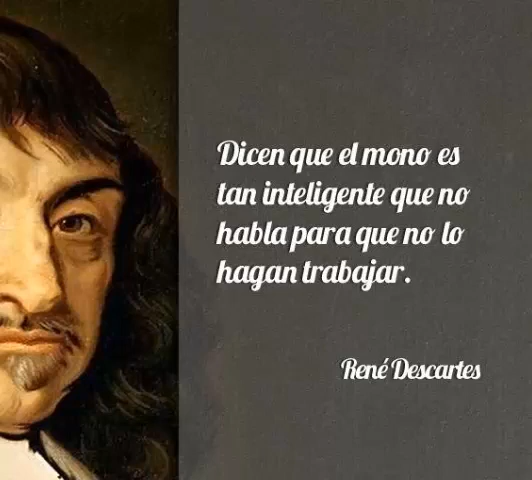 Dicen que el mono es
tan inteligente que no
habla para que no lo
hagan trabajar.
René Descartes